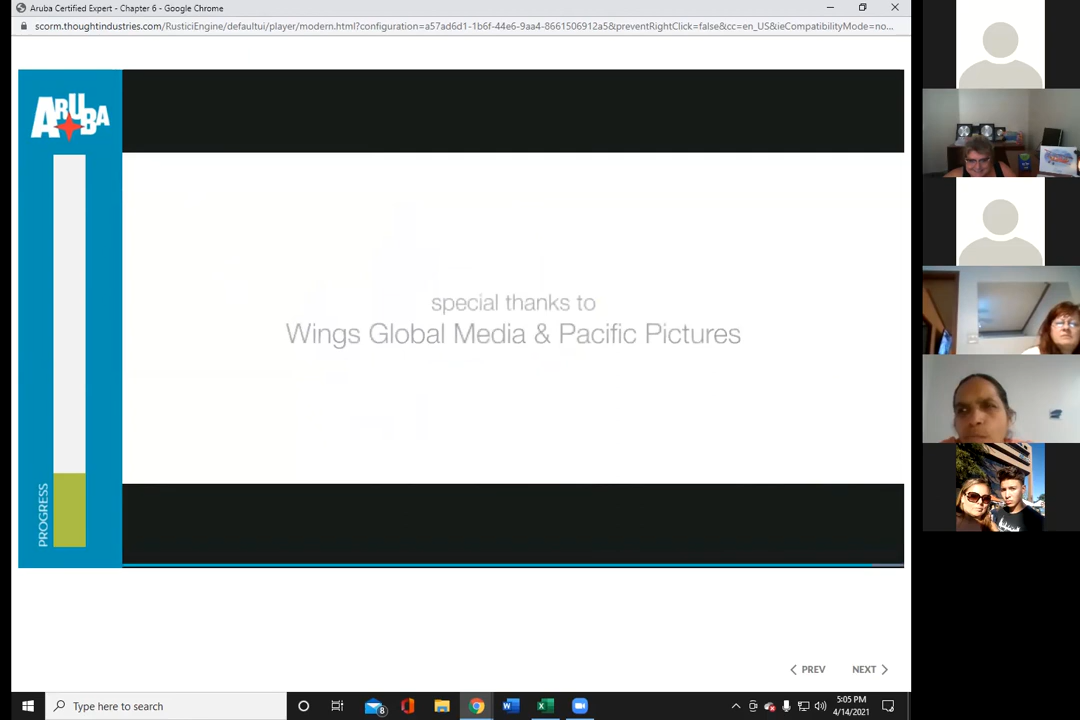 Aruba Certified Expert - Chapter 6 - Google Chrome
scorm.thoughtindustries.com/RusticiEngine/defaultui/player/modern.html?configuration=a57ad6d1-1b6f-44e6-9aa4-8661506912a5&preventRightClick=false&cc=en_US&ieCompatibilityMode=no...
ARUBA
special thanks to
Wings Global Media & Pacific Pictures
PROGRESS
PREV
NEXT
Type here to search
8
5:05 PM
4/14/2021